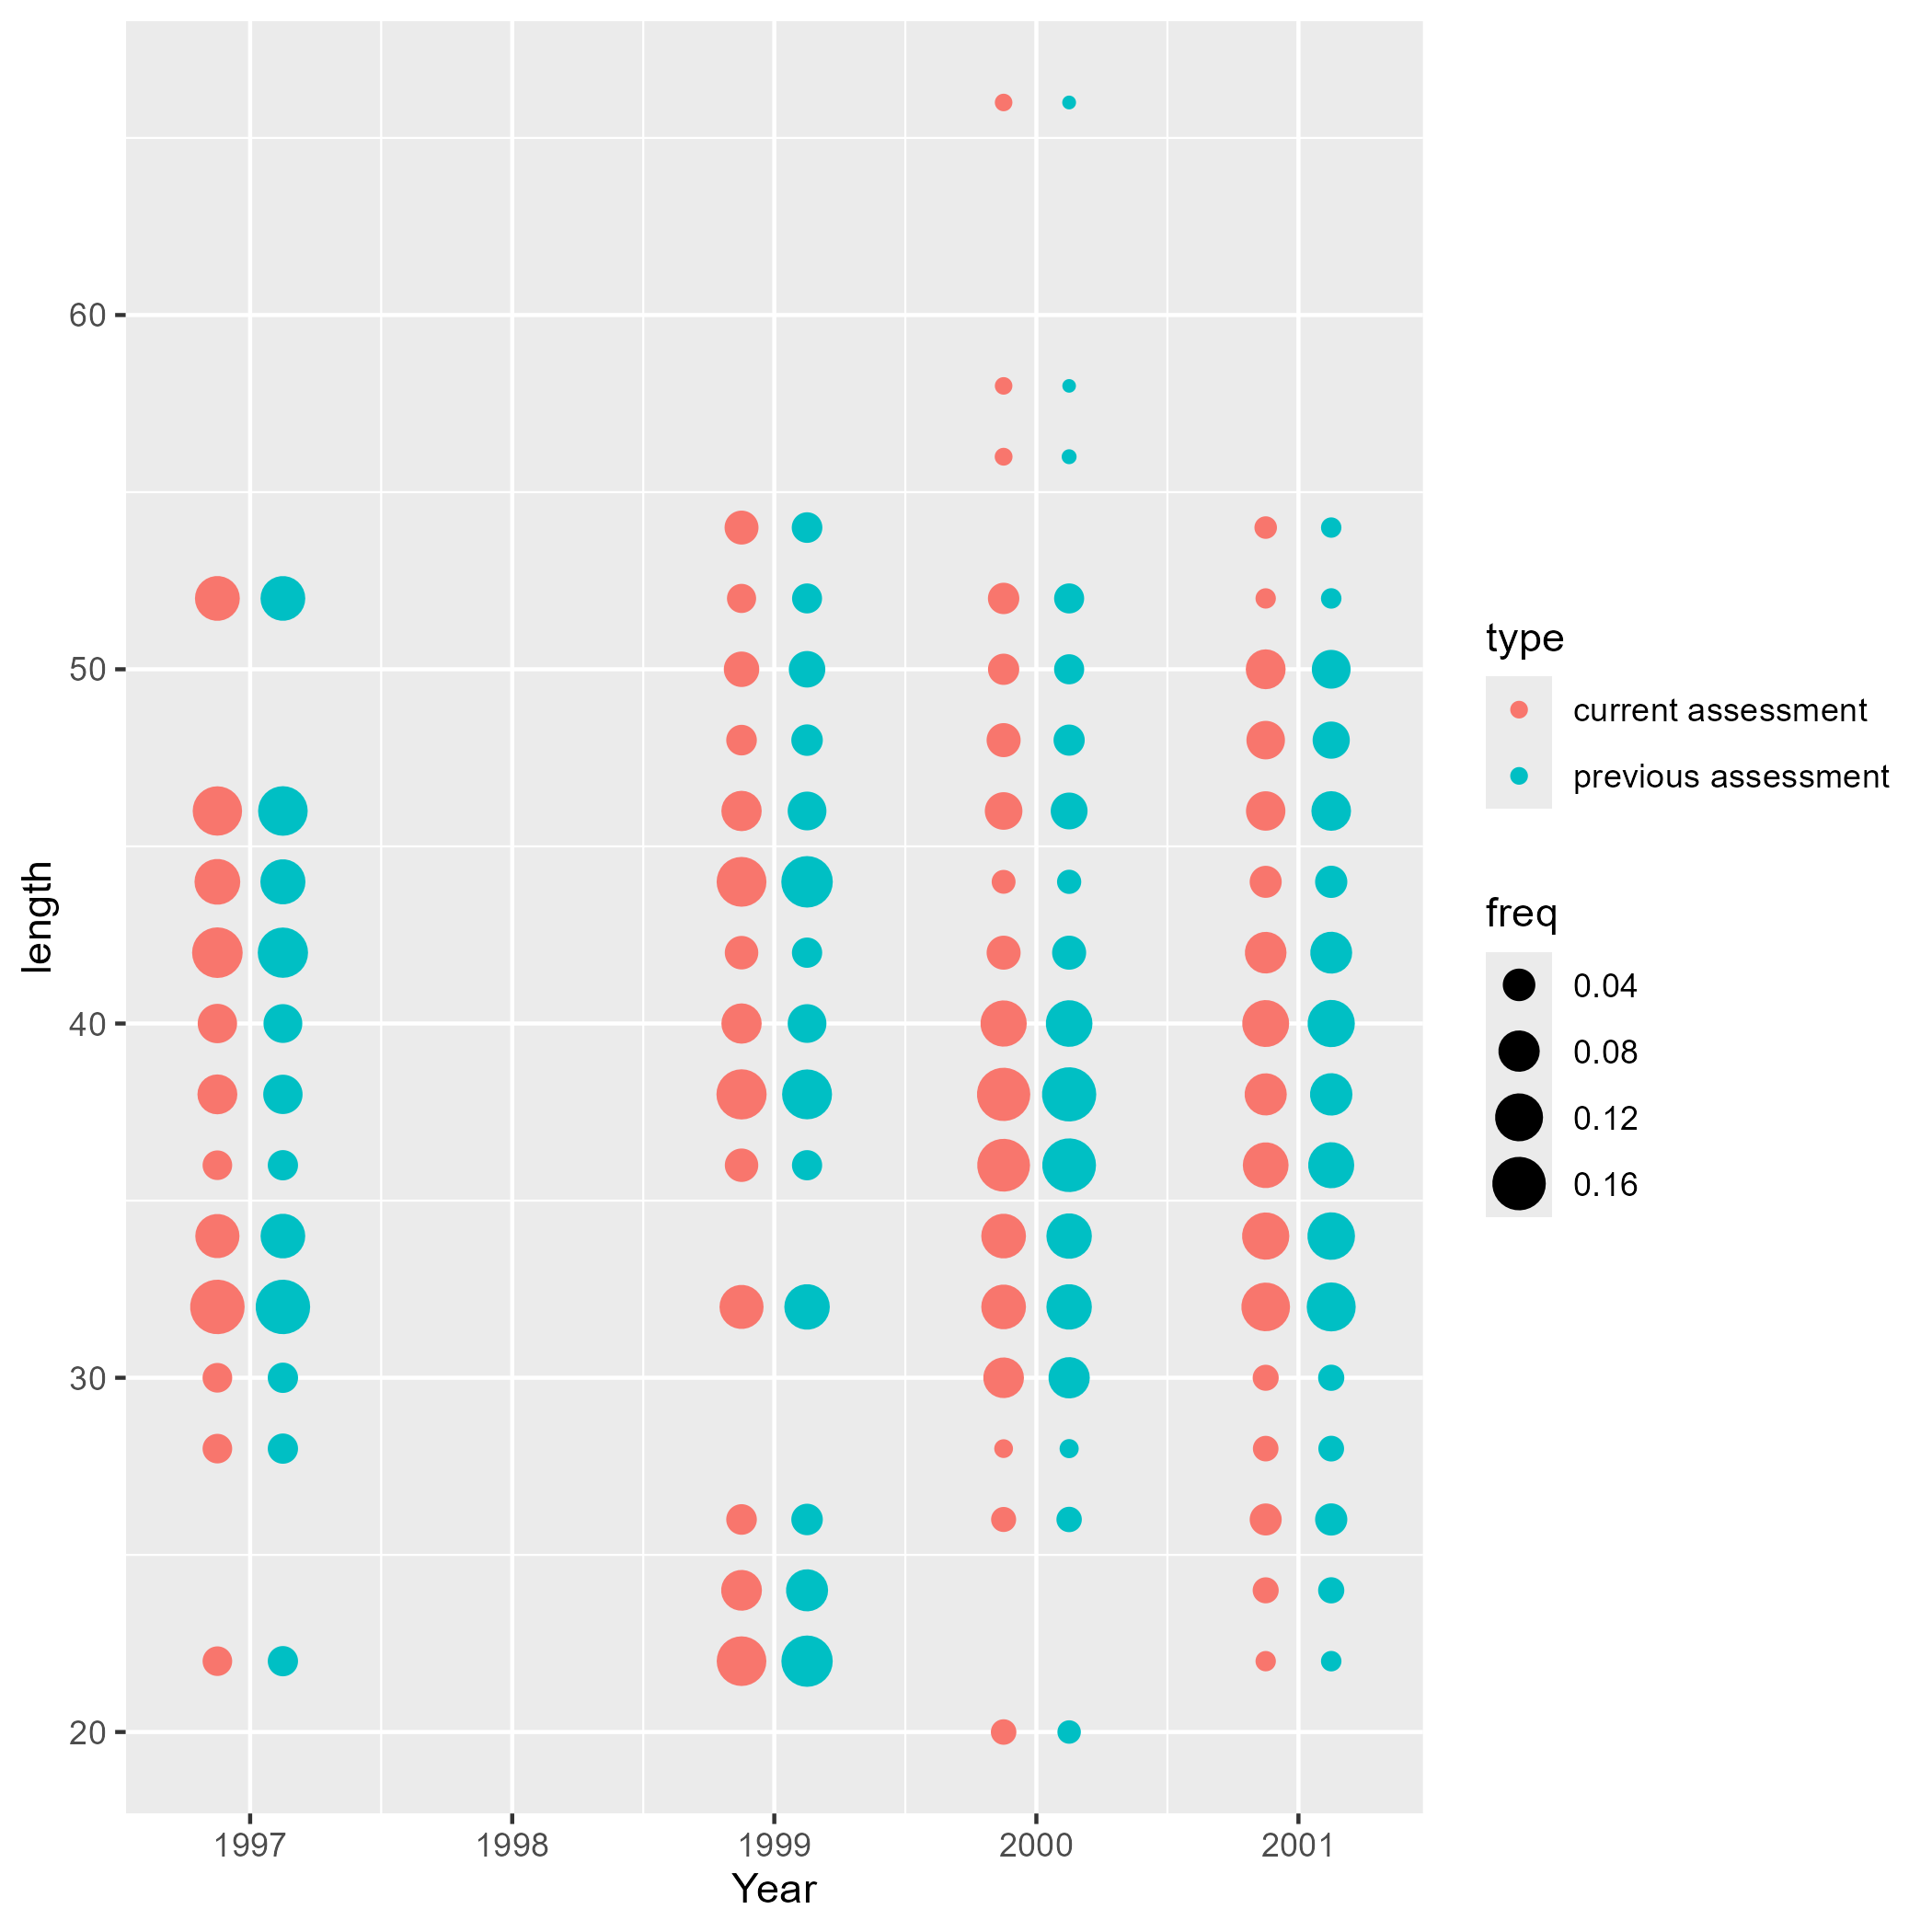 60
50
40
30
20
length
1997 1998 1999 2000 2001
Year
type
current assessment
previous assessment
freq
0.04
0.08
0.12
0.16